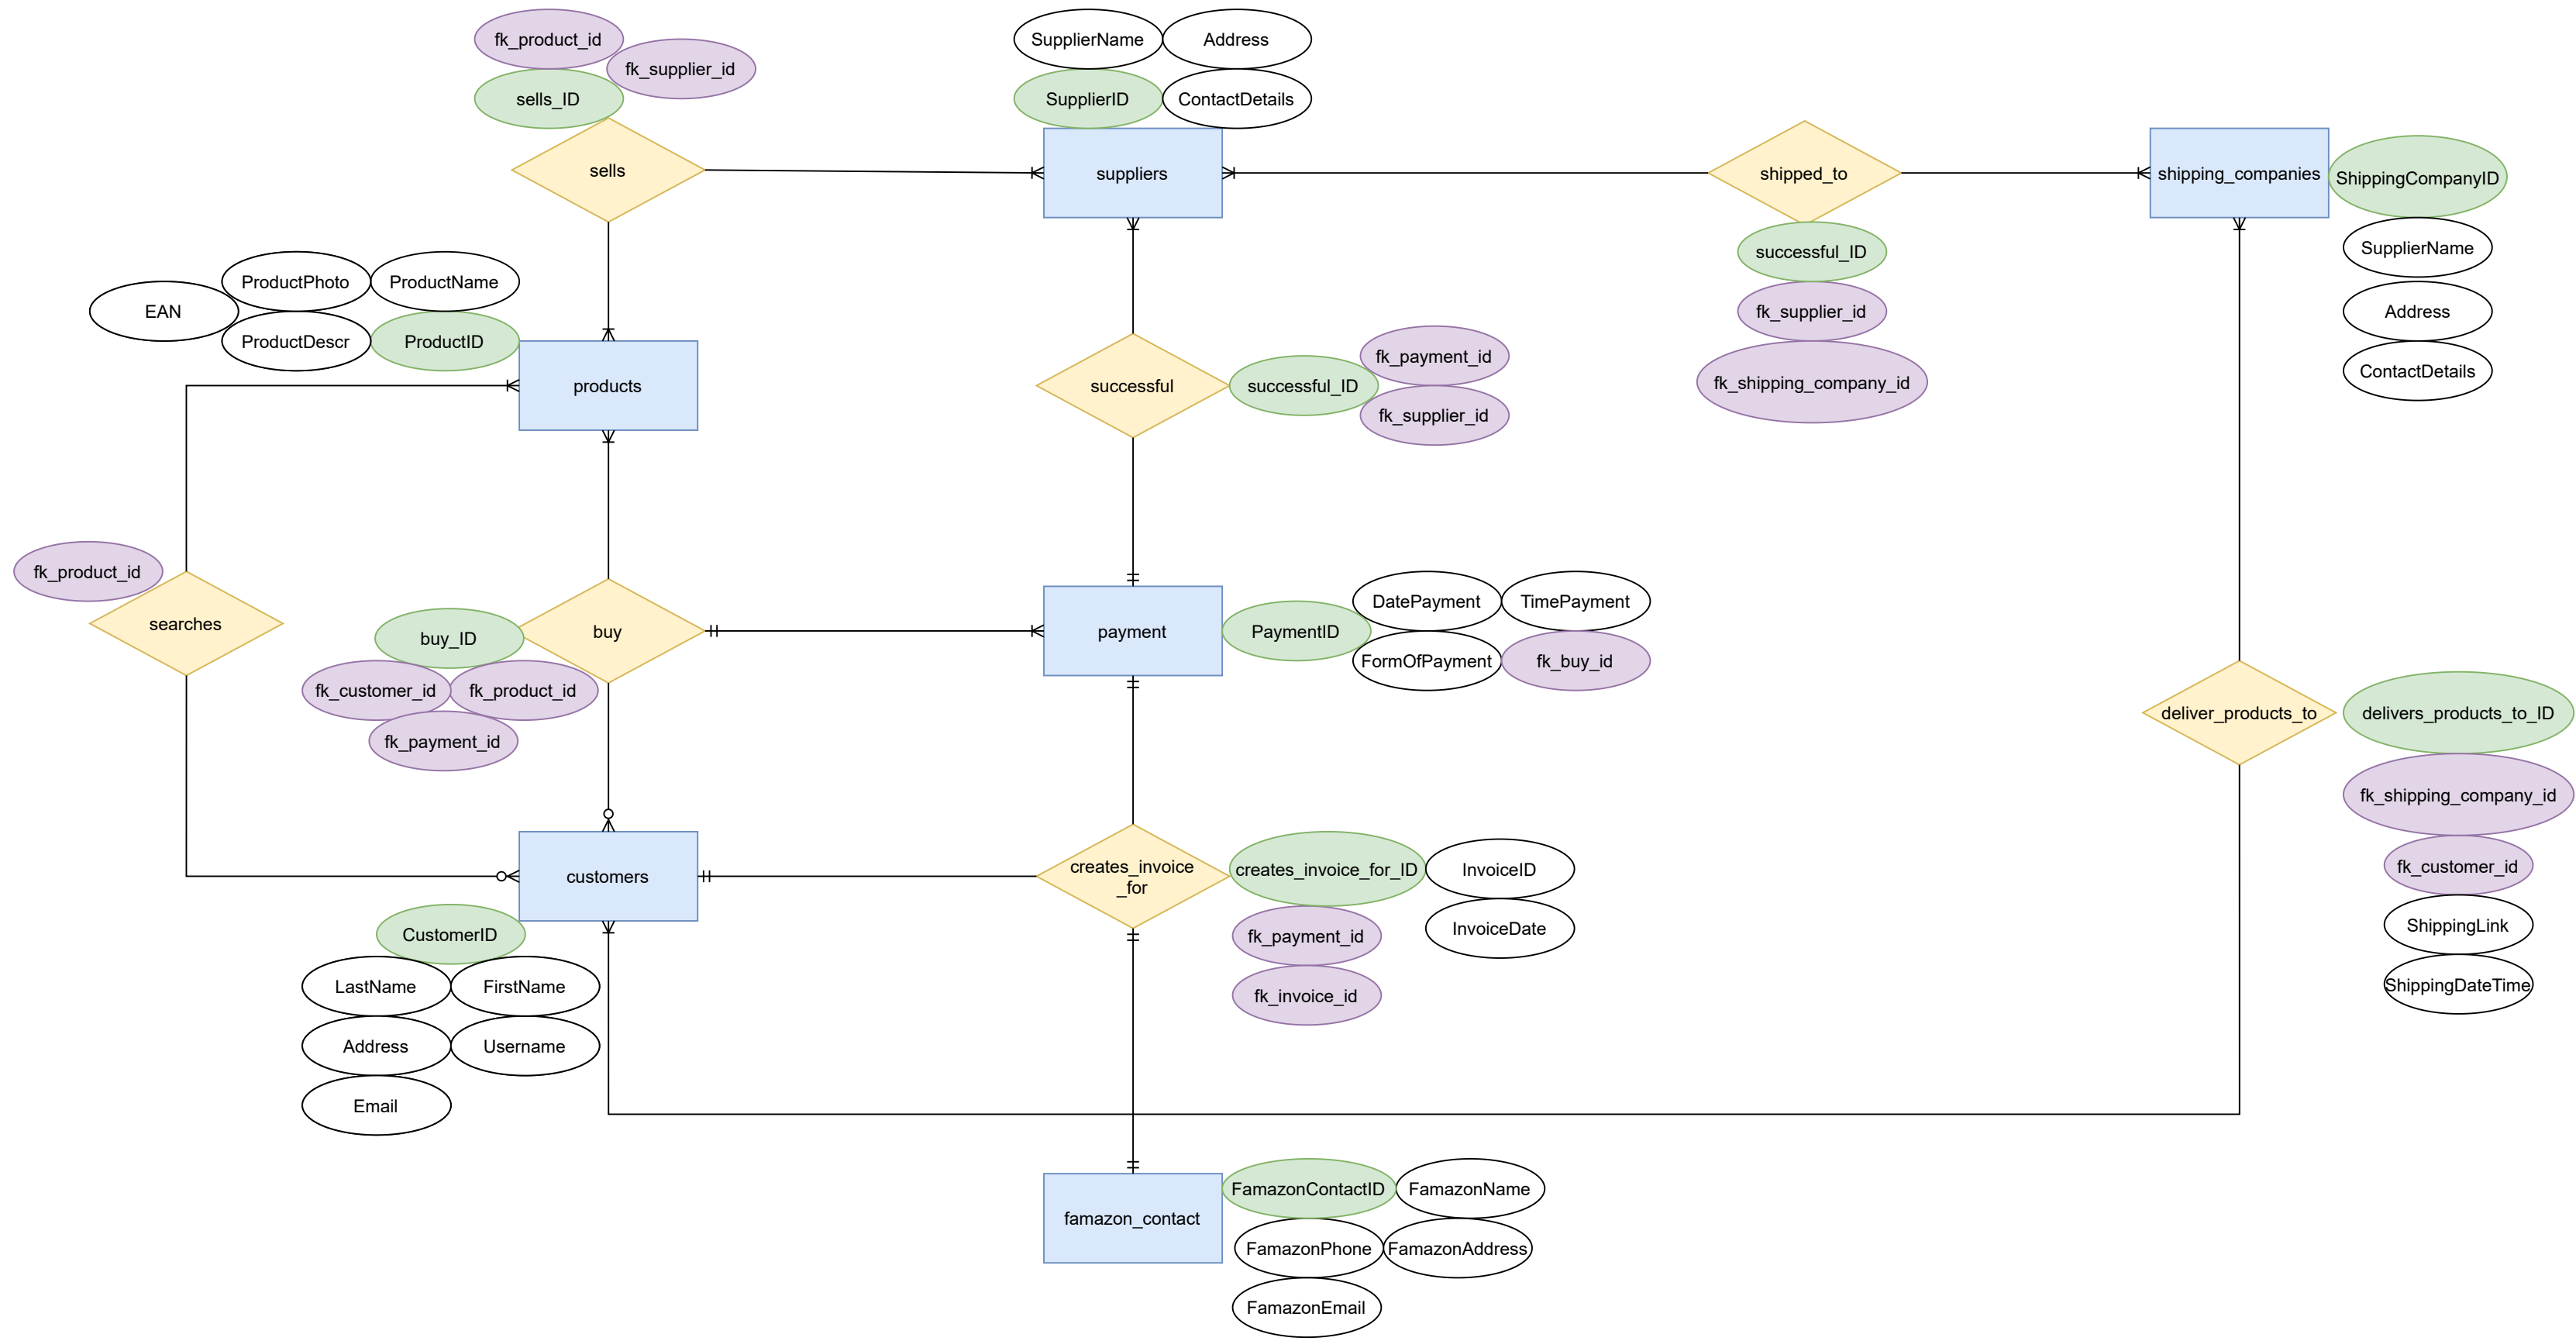 fk_product_id
fk_supplier_id
sells_ID
sells
SupplierName
Address
SupplierID
ContactDetails
suppliers
shipped_to
successful_ID
fk_supplier_id
fk_shipping_company_id
shipping_companies
ShippingCompanyID
SupplierName
Address
ContactDetails
EAN
ProductPhoto
ProductName
ProductDescr
ProductID
products
successful
successful_ID
fk_payment_id
fk_supplier_id
fk_product_id
searches
buy_ID
buy
fk_customer_id
fk_product_id
fk_payment_id
payment
PaymentID
DatePayment
TimePayment
FormOfPayment
fk_buy_id
deliver_products_to
delivers_products_to_ID
fk_shipping_company_id
fk_customer_id
ShippingLink
ShippingDateTime
customers
CustomerID
LastName
FirstName
Address
Username
Email
creates_invoice
_for
creates_invoice_for_ID
InvoiceID
InvoiceDate
fk_payment_id
fk_invoice_id
famazon_contact
FamazonContactID
FamazonName
FamazonPhone
FamazonAddress
FamazonEmail